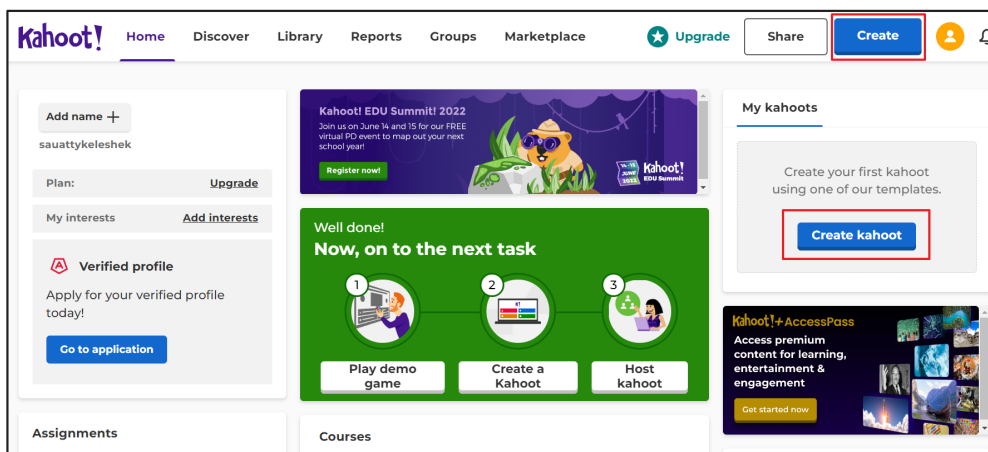 Kahoot!
Home
Discover
Library
Reports
Groups
Marketplace
Upgrade
Share
Create
Add name
sauattykeleshek
Plan:
Upgrade
My interests
Add interests
Verified profile
Apply for your verified profile
today!
Go to application
Assignments
Kahoot! EDU Summit! 2022
Join us on June 14 and 15 for our FREE
virtual PD event to map out your next
school year!
Register now!
14-15
JUNE
2022
Kahoot!
EDU Summit
Well done!
Now, on to the next task
1
2
3
Play demo
game
Create a
Kahoot
Host
kahoot
Courses
My kahoots
Create your first kahoot
using one of our templates.
Create kahoot
Kahoot!+AccessPass
Access premium
content for learning,
entertainment &
engagement
Get started now